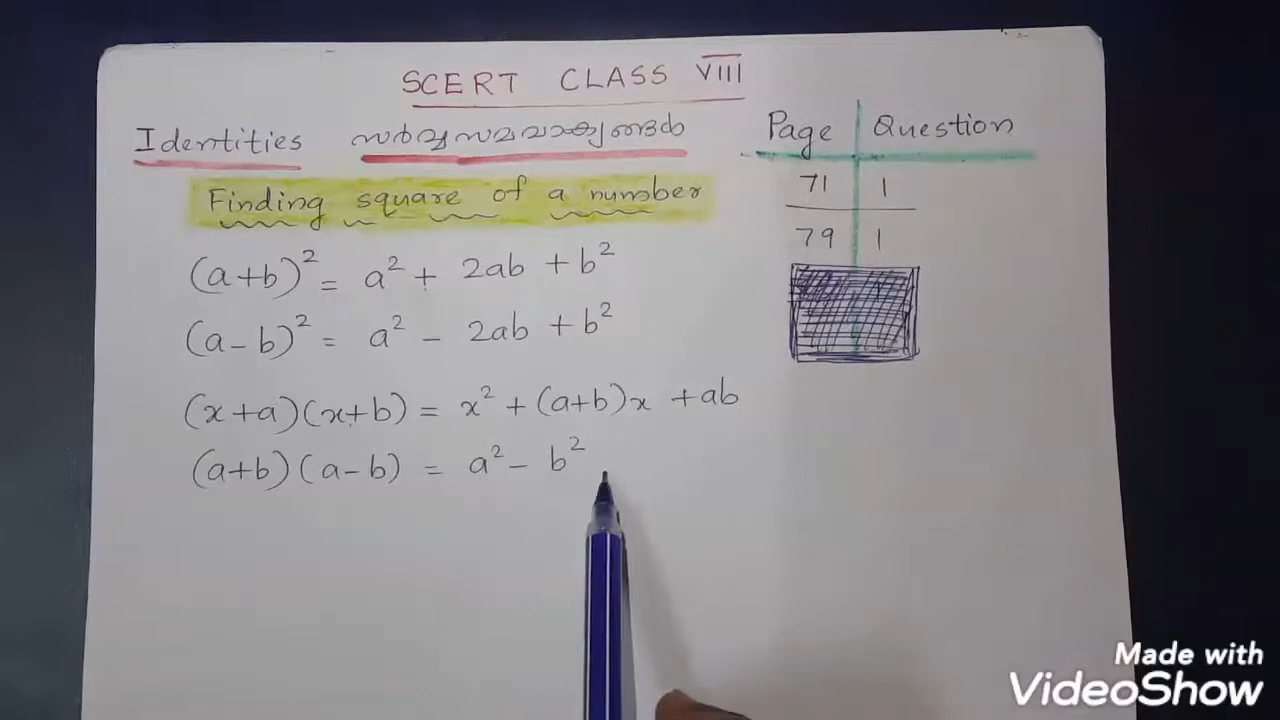 SCERT CLASS VIII
Identities സർവ്വസമവാക്യങ്ങൾ
Finding square of a number
(a+b)² = a² + 2ab + b²
(a-b)² = a² - 2ab + b²
(x+a)(x+b) = x² + (a+b)x + ab
(a+b)(a-b) = a² - b²
Page Question
71 1
79 1
Made with
VideoShow